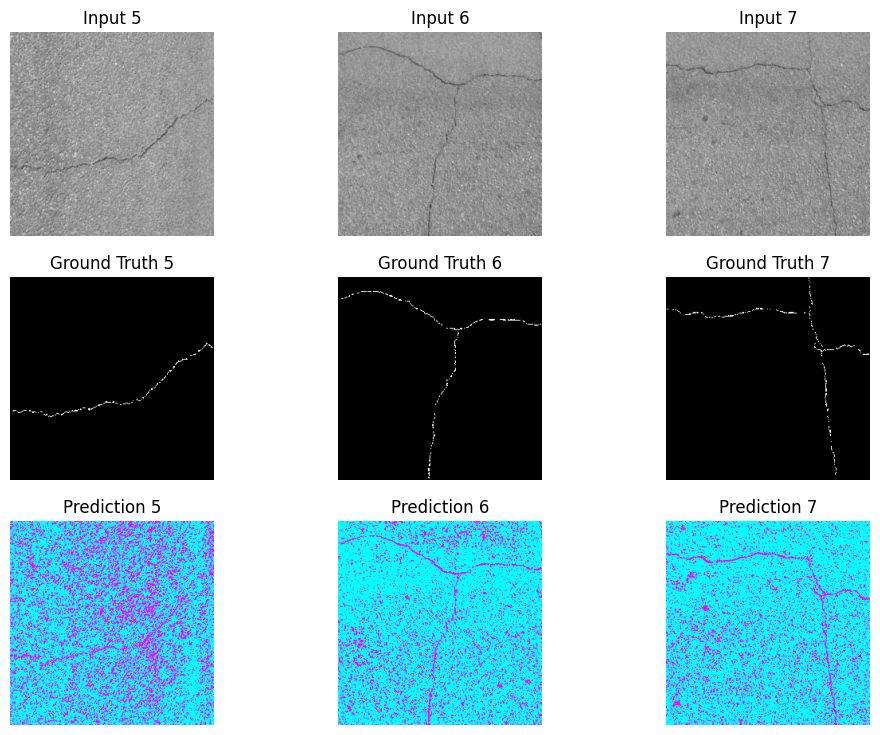 Input 5
Input 6
Input 7
Ground Truth 5
Ground Truth 6
Ground Truth 7
Prediction 5
Prediction 6
Prediction 7